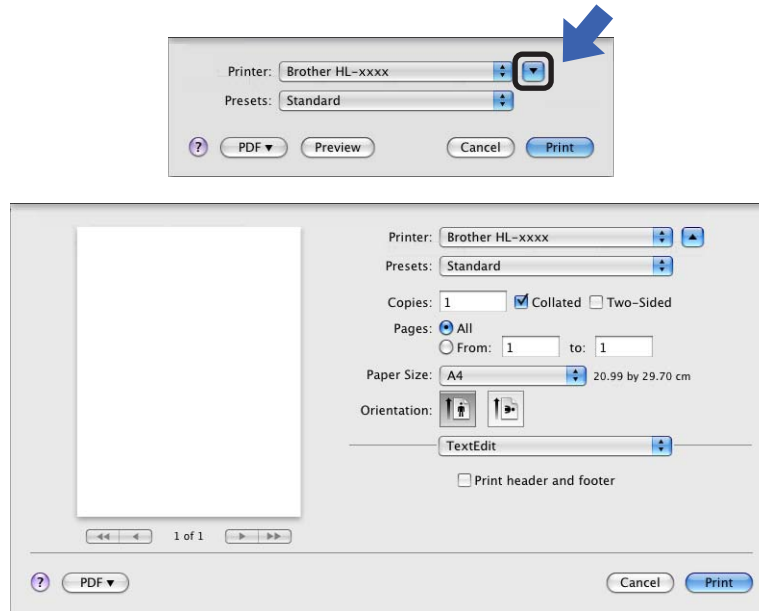 Printer: Brother HL-xxxx
Presets: Standard
? PDF▼ Preview Cancel Print
Printer: Brother HL-xxxx
Presets: Standard
Copies: 1 Collated Two-Sided
Pages: All
From: 1 to: 1
Paper Size: A4 20.99 by 29.70 cm
Orientation:
TextEdit
Print header and footer
1 of 1
? PDF▼ Cancel Print